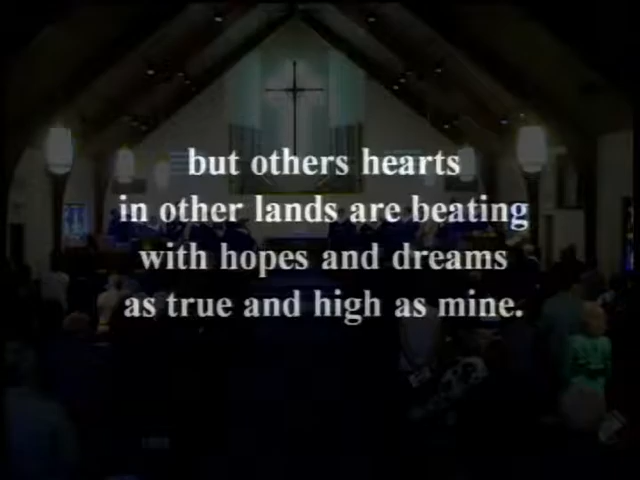 but others hearts
in other lands are beating
with hopes and dreams
as true and high as mine.